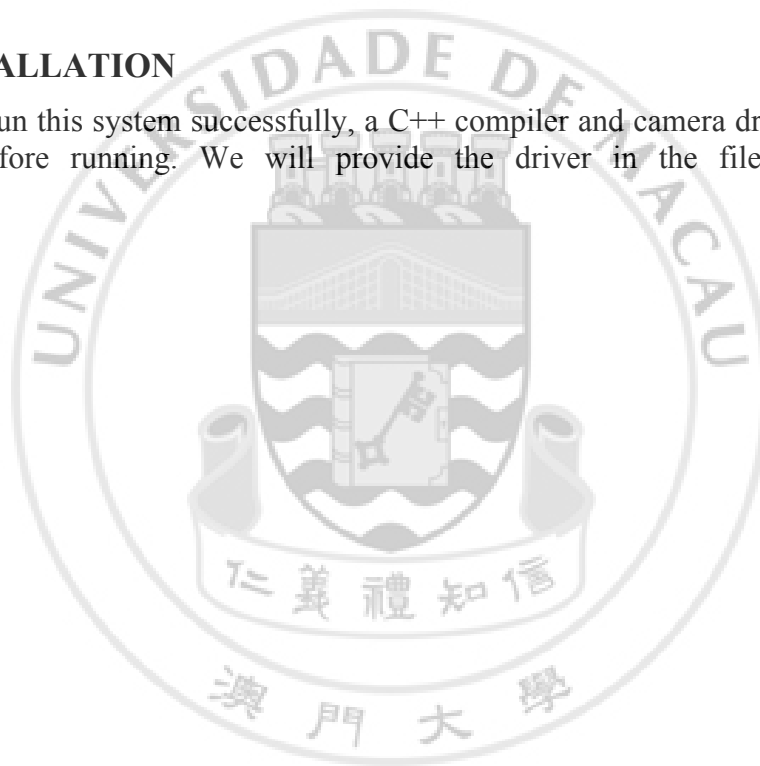 ALLATION
un this system successfully, a C++ compiler and camera dr
fore running. We will provide the driver in the file
UNIVERSIDADE DE MACAU
仁義禮知信
澳門大學